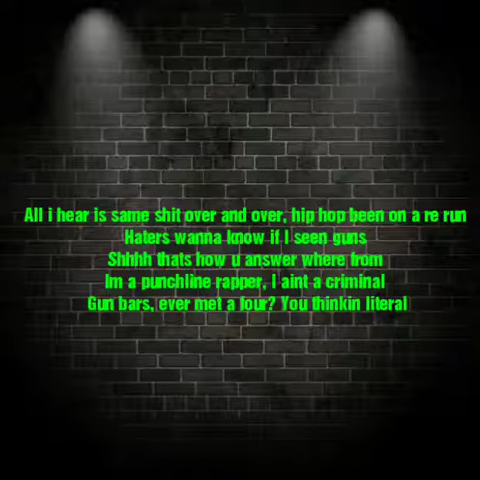 All i hear is same shit over and over, hip hop been on a re run
Haters wanna know if I seen guns
Shhhh thats how u answer where from
Im a punchline rapper, i aint a criminal
Gun bars, ever met a four? You thinkin literal